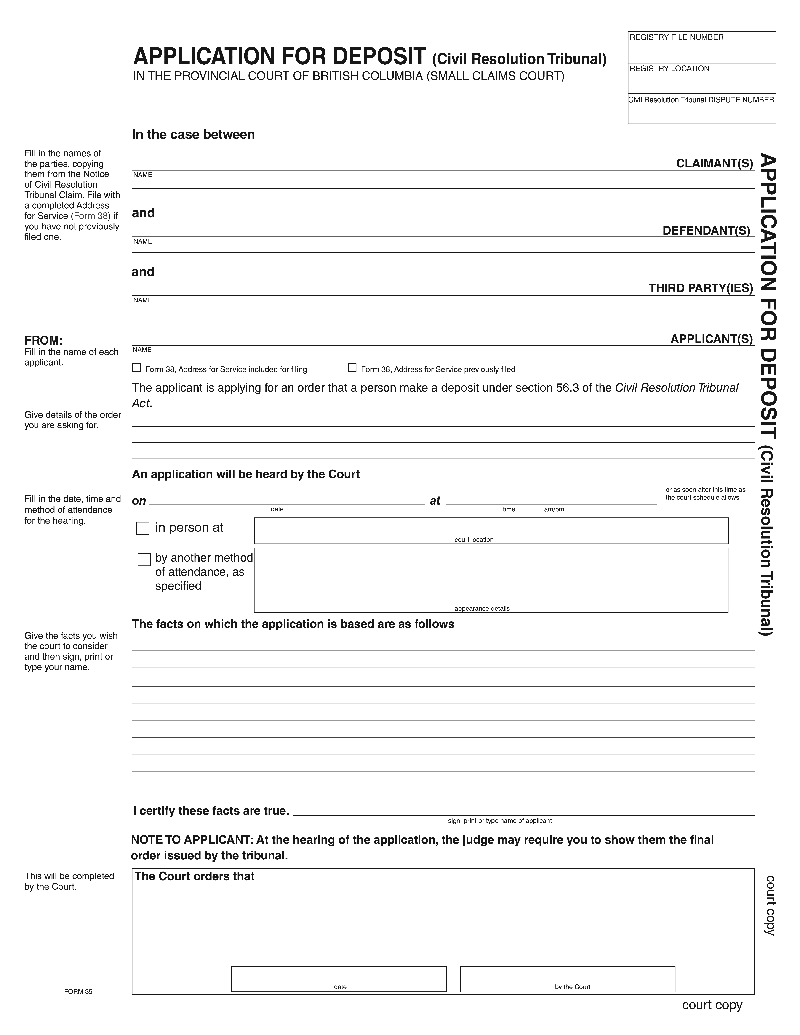 APPLICATION FOR DEPOSIT (Civil Resolution Tribunal)
IN THE PROVINCIAL COURT OF BRITISH COLUMBIA (SMALL CLAIMS COURT)
REGISTRY FILE NUMBER
REGISTRY LOCATION
Civil Resolution Tribunal DISPUTE NUMBER
In the case between
Fill in the names of
the parties, copying
them from the Notice
of Civil Resolution
Tribunal Claim. File with
a completed Address
for Service (Form 38) if
you have not previously
filed one.
CLAIMANT(S)
NAME
and
DEFENDANT(S)
NAME
and
THIRD PARTY(IES)
NAME
FROM:
Fill in the name of each
applicant.
APPLICANT(S)
NAME
Form 38, Address for Service included for filing
Form 38, Address for Service previously filed
The applicant is applying for an order that a person make a deposit under section 56.3 of the Civil Resolution Tribunal
Act.
Give details of the order
you are asking for.
An application will be heard by the Court
Fill in the date, time and
method of attendance
for the hearing.
on
date
at
time
am/pm
or as soon after this time as
the court schedule allows
in person at
court location
by another method
of attendance, as
specified
appearance details
The facts on which the application is based are as follows
Give the facts you wish
the court to consider
and then sign, print or
type your name.
I certify these facts are true.
sign, print or type name of applicant
NOTE TO APPLICANT: At the hearing of the application, the judge may require you to show them the final
order issued by the tribunal.
This will be completed
by the Court.
The Court orders that
date
by the Court
FORM 35
court copy
APPLICATION FOR DEPOSIT (Civil Resolution Tribunal)
court copy